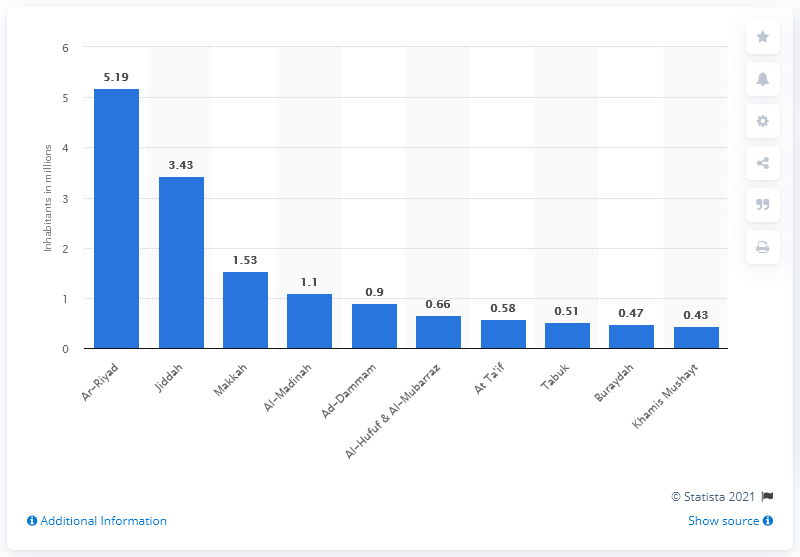 6
5
4
3
2
1
0
Inhabitants in millions
5.19
3.43
1.53
1.1
0.9
0.66
0.58
0.51
0.47
0.43
Ar-Riyad
Jiddah
Makkah
Al-Madinah
Ad-Dammam
Al-Hufuf & Al-Mubarraz
At Ta'if
Tabuk
Buraydah
Khamis Mushayt
© Statista 2021
Additional Information
Show source